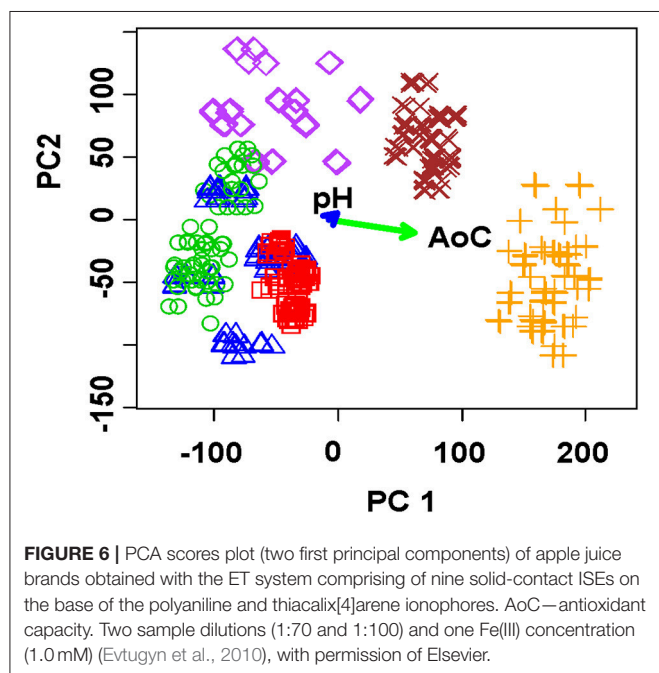 100
50
0
-50
-150
PC2
pH
AoC
-100
0
100
200
PC 1
FIGURE 6 | PCA scores plot (two first principal components) of apple juice
brands obtained with the ET system comprising of nine solid-contact ISEs on
the base of the polyaniline and thiacalix[4]arene ionophores. AoC—antioxidant
capacity. Two sample dilutions (1:70 and 1:100) and one Fe(III) concentration
(1.0 mM) (Evtugyn et al., 2010), with permission of Elsevier.